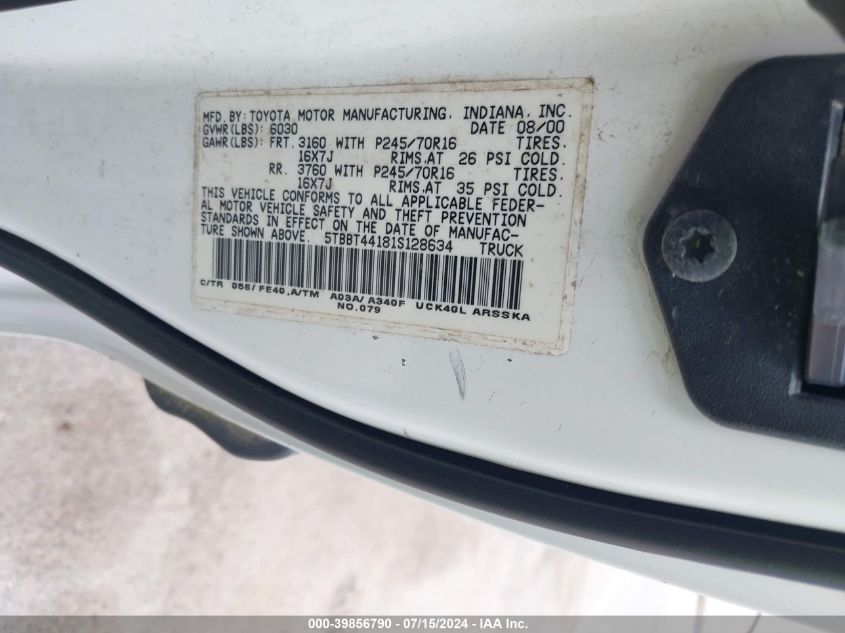 MFD. BY: TOYOTA MOTOR MANUFACTURING, INDIANA, INC.
GVWR(LBS): 6030 DATE 08/00
GAWR(LBS): FRT. 3160 WITH P245/70R16 TIRES,
16X7J RIMS,AT 26 PSI COLD.
RR. 3760 WITH P245/70R16 TIRES,
16X7J RIMS,AT 35 PSI COLD.
THIS VEHICLE CONFORMS TO ALL APPLICABLE FEDER-
AL MOTOR VEHICLE SAFETY AND THEFT PREVENTION
STANDARDS IN EFFECT ON THE DATE OF MANUFAC-
TURE SHOWN ABOVE. 5TBBT44181S128634 TRUCK
C/TR 056/ FE40,A/TM A03A/ A340F UCK40L ARSSKA
NO.079
000-39856790 - 07/15/2024 - IAA Inc.